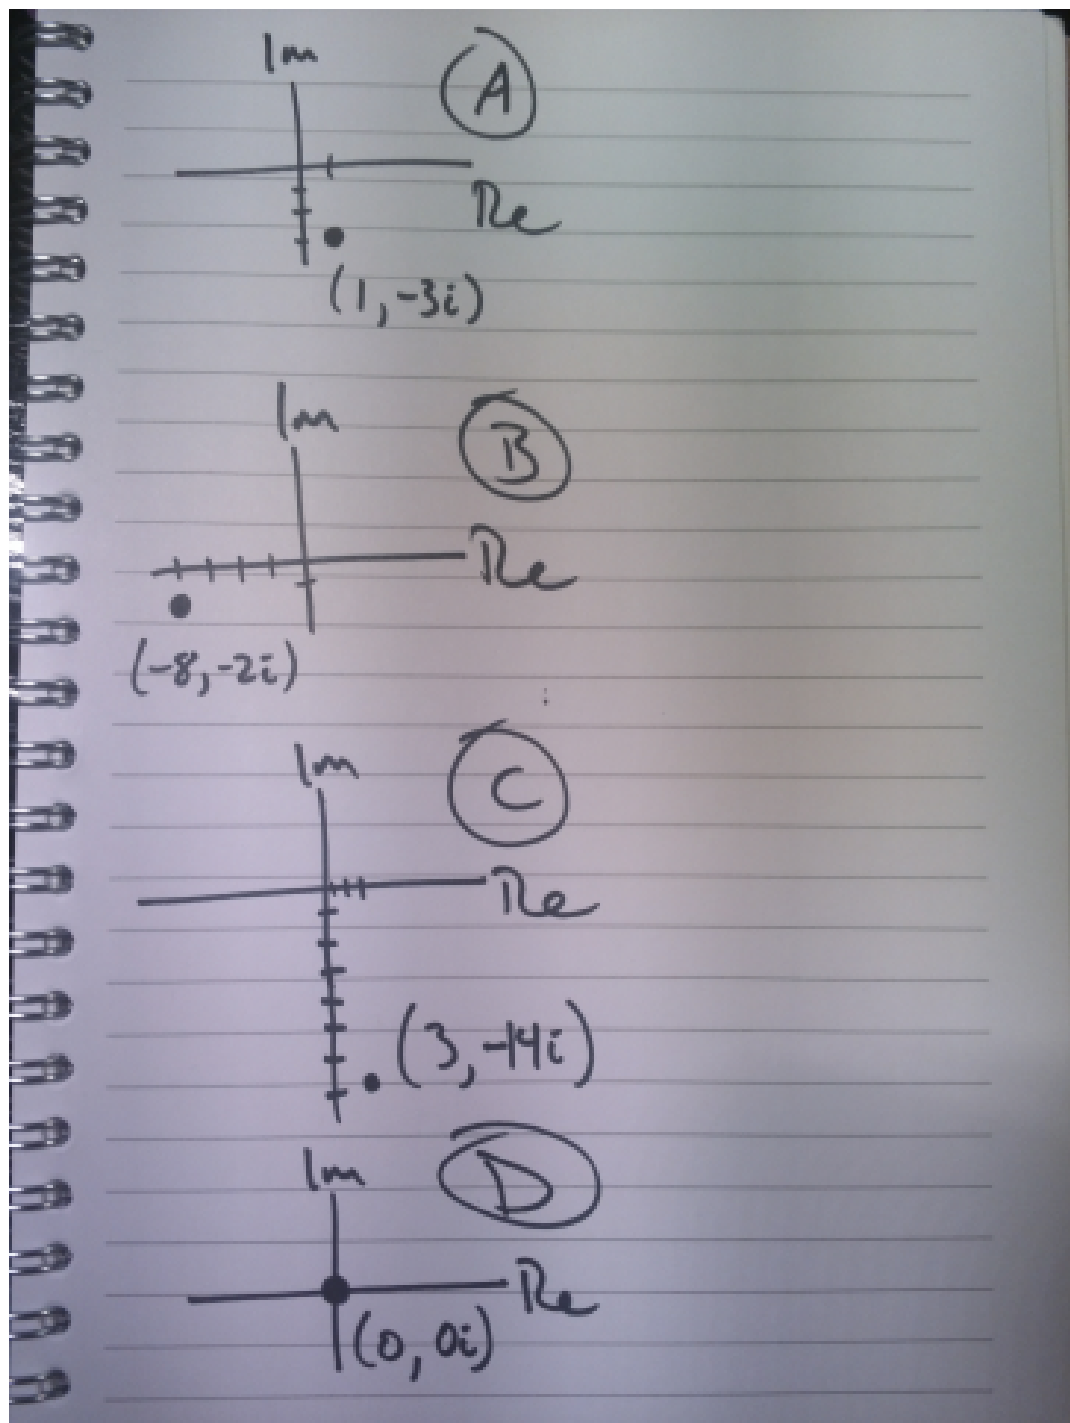 Im
A
Re
(1,-3i)
Im
B
Re
(-8,-2i)
Im
C
Re
(3,-14i)
Im
D
Re
(0, 0i)